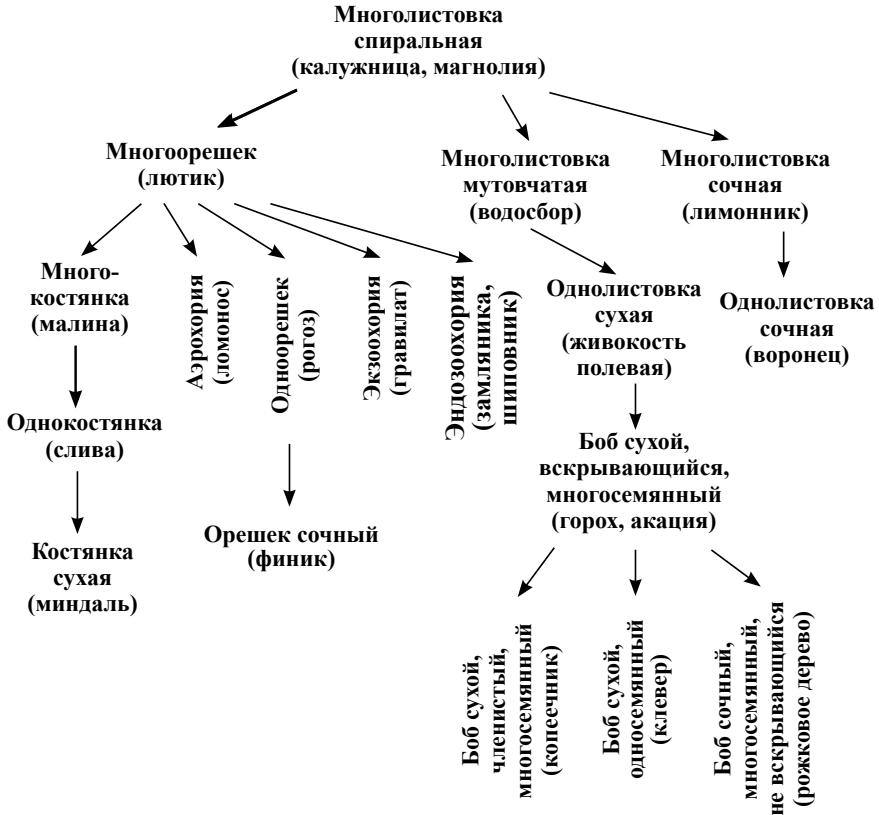 Многолистовка
спиральная
(калужница, магнолия)
Многоорешек
(лютик)
Многолистовка
мутовчатая
(водосбор)
Многолистовка
сочная
(лимонник)
Много-
костянка
(малина)
Аэрохория
(ломонос)
Одноорешек
(рогоз)
Экзоохория
(гравилат)
Эндозоохория
(замляника,
шиповник)
Однолистовка
сухая
(живокость
полевая)
Однолистовка
сочная
(воронец)
Однокостянка
(слива)
Боб сухой,
вскрывающийся,
многосемянный
(горох, акация)
Костянка
сухая
(миндаль)
Орешек сочный
(финик)
Боб сухой,
членистый,
многосемянный
(копеечник)
Боб сухой,
односемянный
(клевер)
Боб сочный,
многосемянный,
не вскрывающийся
(рожковое дерево)